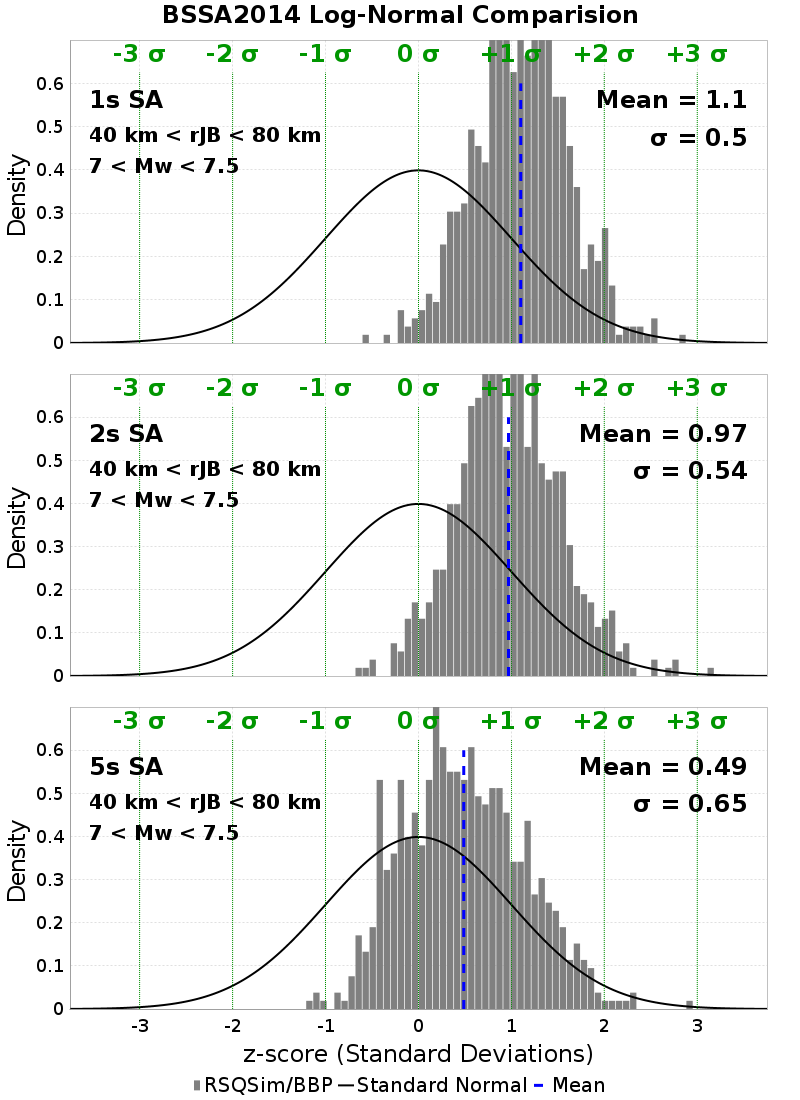 BSSA2014 Log-Normal Comparision
-3 σ -2 σ -1 σ 0 σ +1 σ +2 σ +3 σ
1s SA
Mean = 1.1
40 km < rJB < 80 km
σ = 0.5
7 < Mw < 7.5
Density
0.6
0.5
0.4
0.3
0.2
0.1
0
-3 σ -2 σ -1 σ 0 σ +1 σ +2 σ +3 σ
2s SA
Mean = 0.97
40 km < rJB < 80 km
σ = 0.54
7 < Mw < 7.5
Density
0.6
0.5
0.4
0.3
0.2
0.1
0
-3 σ -2 σ -1 σ 0 σ +1 σ +2 σ +3 σ
5s SA
Mean = 0.49
40 km < rJB < 80 km
σ = 0.65
7 < Mw < 7.5
Density
0.6
0.5
0.4
0.3
0.2
0.1
0
-3 -2 -1 0 1 2 3
z-score (Standard Deviations)
RSQSim/BBP Standard Normal Mean